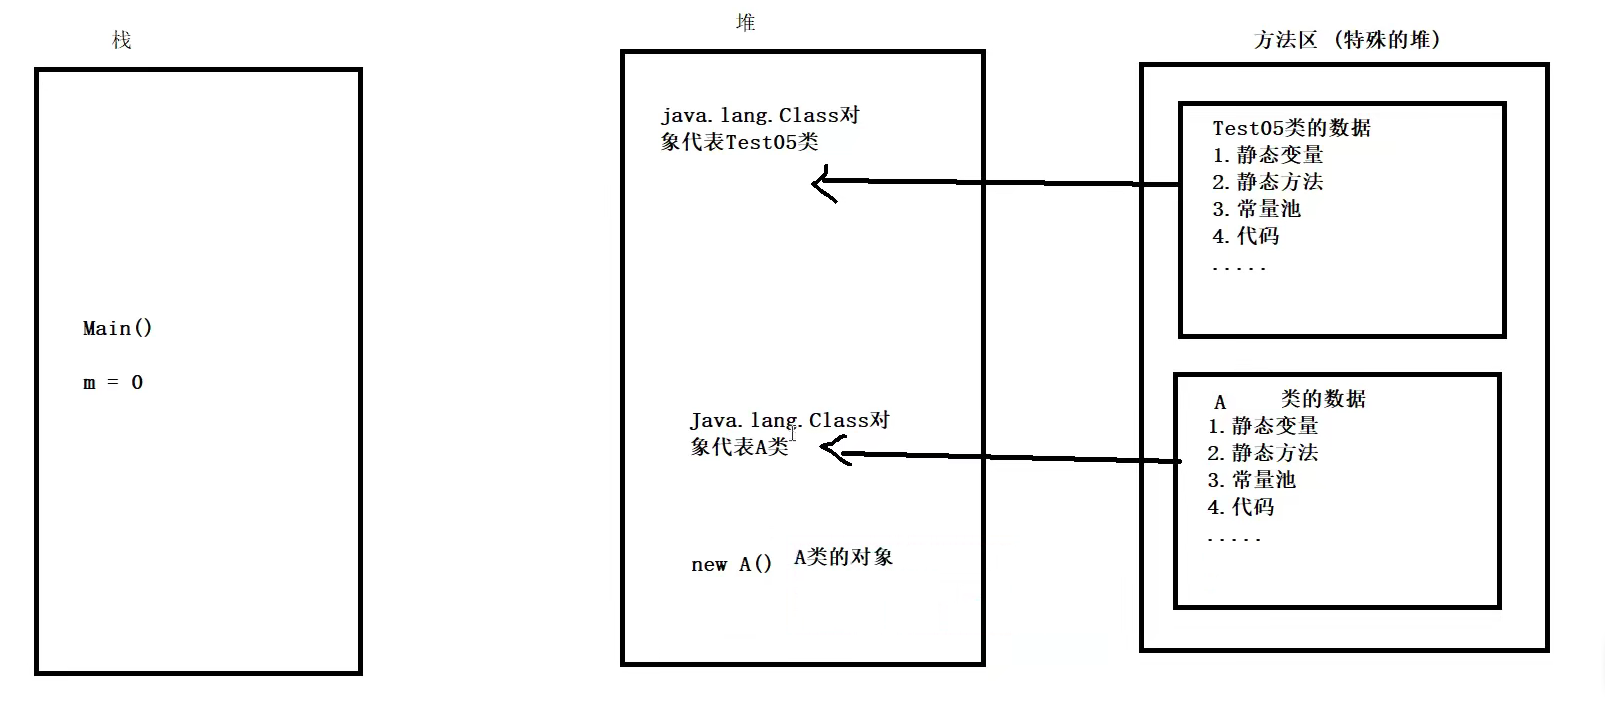 栈
Main()
m = 0
堆
java.lang.Class对
象代表Test05类
Java.lang.Class对
象代表A类
new A() A类的对象
方法区 (特殊的堆)
Test05类的数据
1.静态变量
2.静态方法
3.常量池
4.代码
.....
A 类的数据
1.静态变量
2.静态方法
3.常量池
4.代码
.....